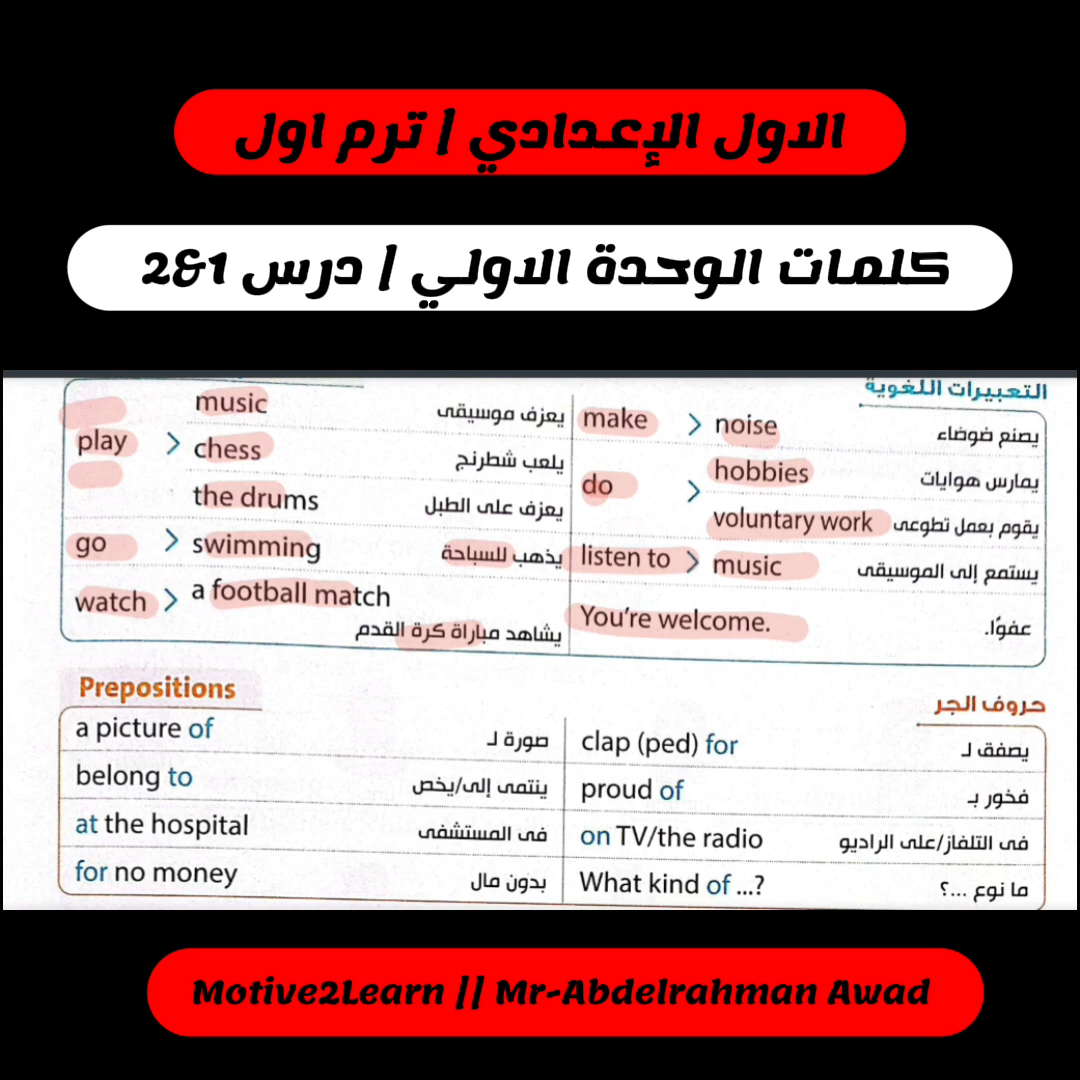 الاول الإعدادي / ترم اول
كلمات الوحدة الاولي / درس 1&2
التعبيرات اللغوية
music يعزف موسيقى
play > chess يلعب شطرنج
the drums يعزف على الطبل
go > swimming يذهب للسباحة
watch > a football match
يشاهد مباراة كرة القدم
make > noise يصنع ضوضاء
do > hobbies يمارس هوايات
voluntary work يقوم بعمل تطوعى
listen to > music يستمع إلى الموسيقى
You're welcome. عفوًا.
Prepositions حروف الجر
a picture of صورة لـ
belong to ينتمى إلى/يخص
at the hospital فى المستشفى
for no money بدون مال
clap (ped) for يصفق لـ
proud of فخور بـ
on TV/the radio فى التلفاز/على الراديو
What kind of ...? ما نوع ...؟
Motive2Learn || Mr-Abdelrahman Awad